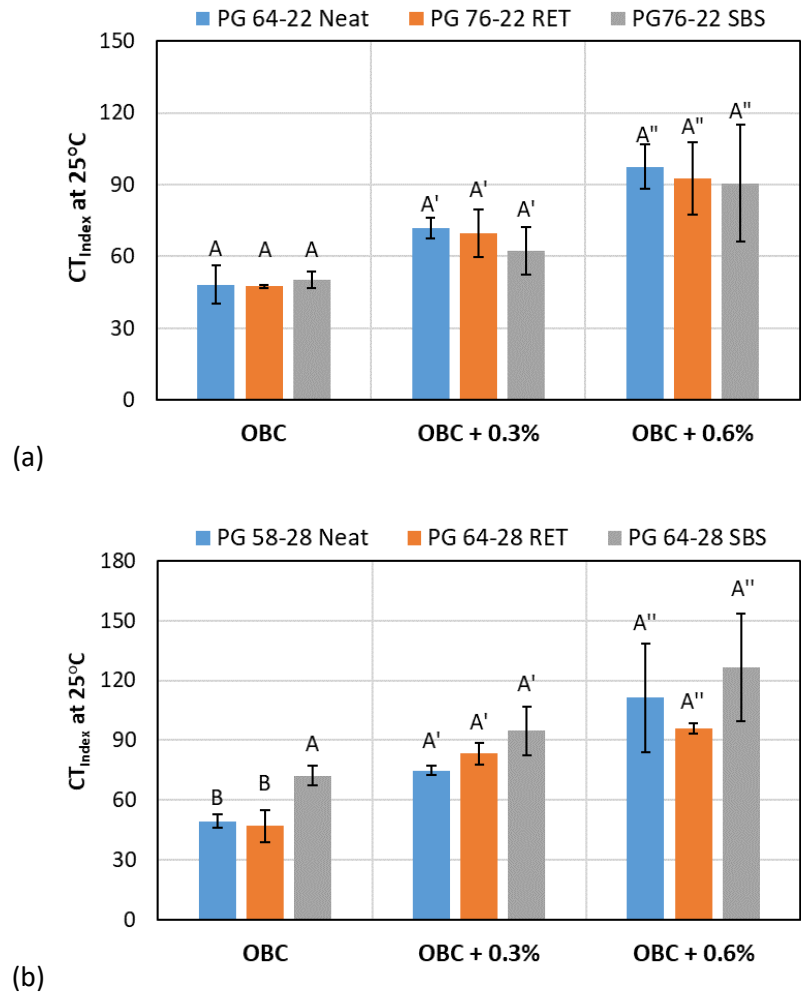 PG 64-22 Neat PG 76-22 RET PG76-22 SBS
150
120
90
60
30
0
CTIndex at 25°C
A A A
A' A' A'
A" A" A"
OBC OBC + 0.3% OBC + 0.6%
(a)
PG 58-28 Neat PG 64-28 RET PG 64-28 SBS
180
150
120
90
60
30
0
CTIndex at 25°C
B B A
A' A' A'
A" A" A"
OBC OBC + 0.3% OBC + 0.6%
(b)